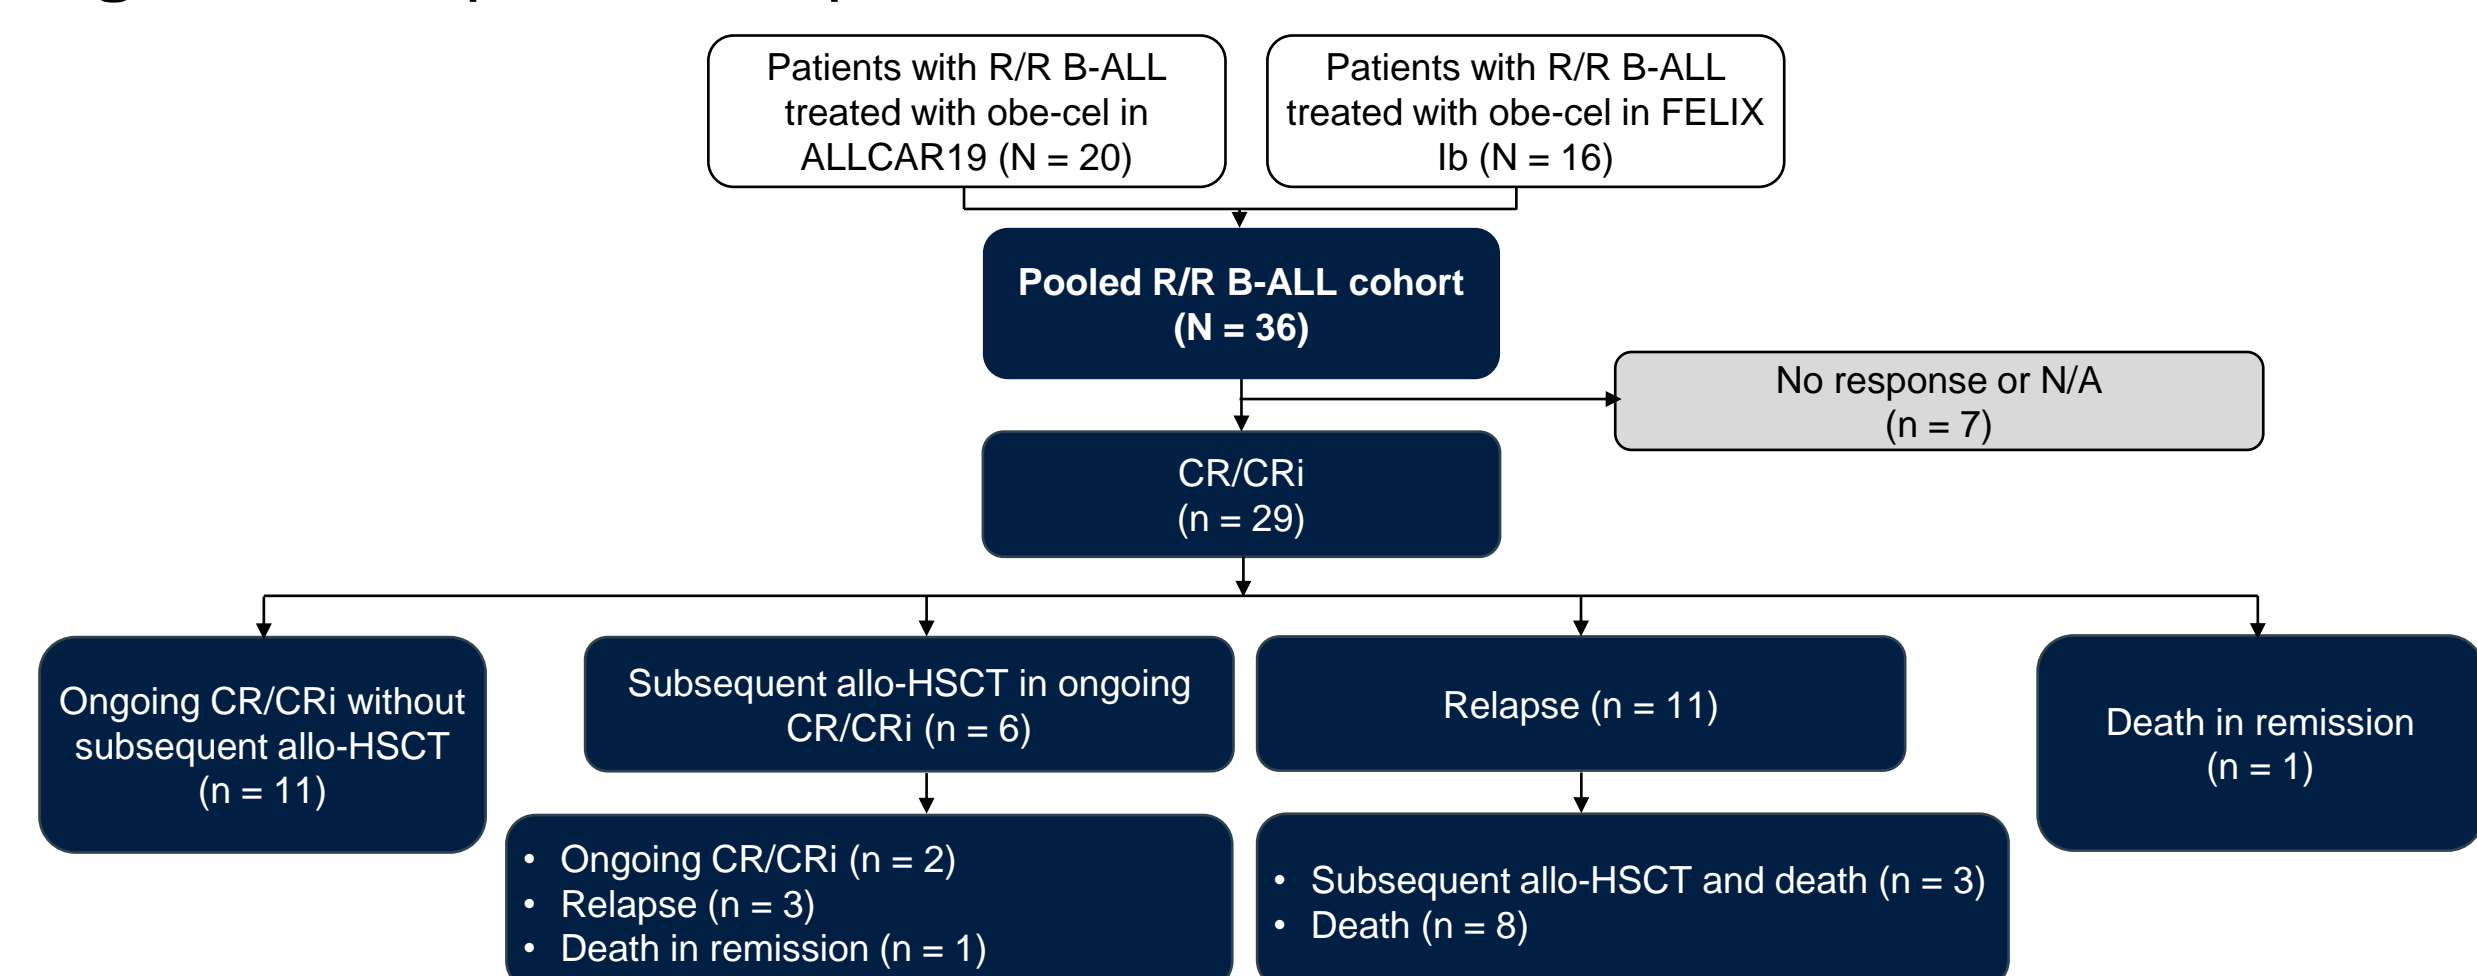 Patients with R/R B-ALL
treated with obe-cel in
ALLCAR19 (N = 20)
Patients with R/R B-ALL
treated with obe-cel in FELIX
Ib (N = 16)
Pooled R/R B-ALL cohort
(N = 36)
No response or N/A
(n = 7)
CR/CRi
(n = 29)
Ongoing CR/CRi without
subsequent allo-HSCT
(n = 11)
Subsequent allo-HSCT in ongoing
CR/CRi (n = 6)
Relapse (n = 11)
Death in remission
(n = 1)
• Ongoing CR/CRi (n = 2)
• Relapse (n = 3)
• Death in remission (n = 1)
• Subsequent allo-HSCT and death (n = 3)
• Death (n = 8)